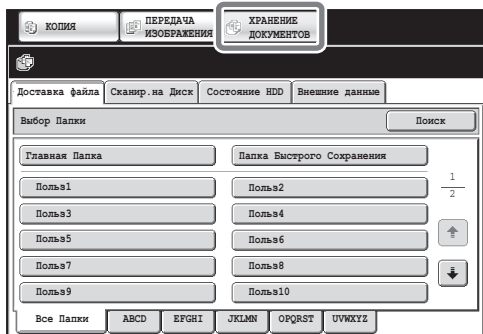 КОПИЯ
ПЕРЕДАЧА
ИЗОБРАЖЕНИЯ
ХРАНЕНИЕ
ДОКУМЕНТОВ
Доставка файла Сканир.на Диск Состояние HDD Внешние данные
Выбор Папки Поиск
Главная Папка Папка Быстрого Сохранения
Польз1 Польз2
Польз3 Польз4
Польз5 Польз6
Польз7 Польз8
Польз9 Польз10
1
2
Все Папки ABCD EFGHI JKLMN OPQRST UVWXYZ